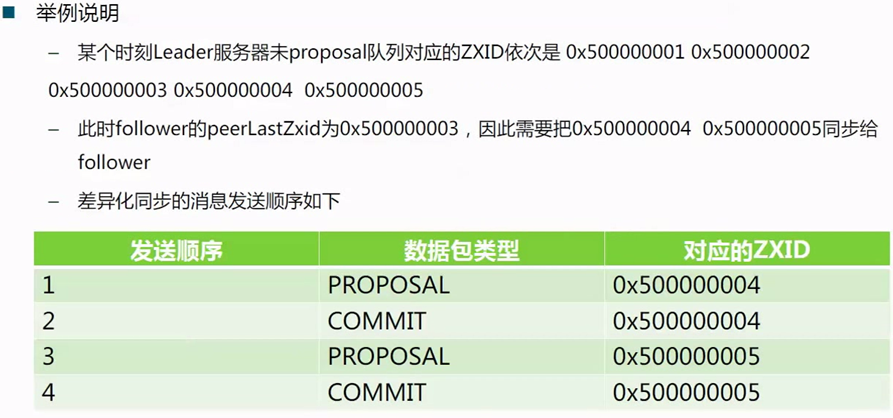 举例说明
– 某个时刻Leader服务器未proposal队列对应的ZXID依次是 0x500000001 0x500000002
0x500000003 0x500000004 0x500000005
– 此时follower的peerLastZxid为0x500000003，因此需要把0x500000004 0x500000005同步给
follower
– 差异化同步的消息发送顺序如下
发送顺序 数据包类型 对应的ZXID
1 PROPOSAL 0x500000004
2 COMMIT 0x500000004
3 PROPOSAL 0x500000005
4 COMMIT 0x500000005